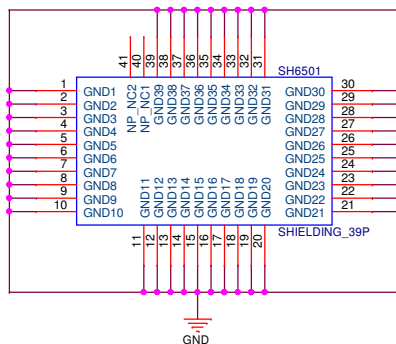 41
40
39
38
37
36
35
34
33
32
31
SH6501
NP_NC2
NP_NC1
GND39
GND38
GND37
GND36
GND35
GND34
GND33
GND32
GND31
1 GND1 GND30 30
2 GND2 GND29 29
3 GND3 GND28 28
4 GND4 GND27 27
5 GND5 GND26 26
6 GND6 GND25 25
7 GND7 GND24 24
8 GND8 GND23 23
9 GND9 GND22 22
10 GND10 GND21 21
GND11
GND12
GND13
GND14
GND15
GND16
GND17
GND18
GND19
GND20
SHIELDING_39P
11
12
13
14
15
16
17
18
19
20
GND